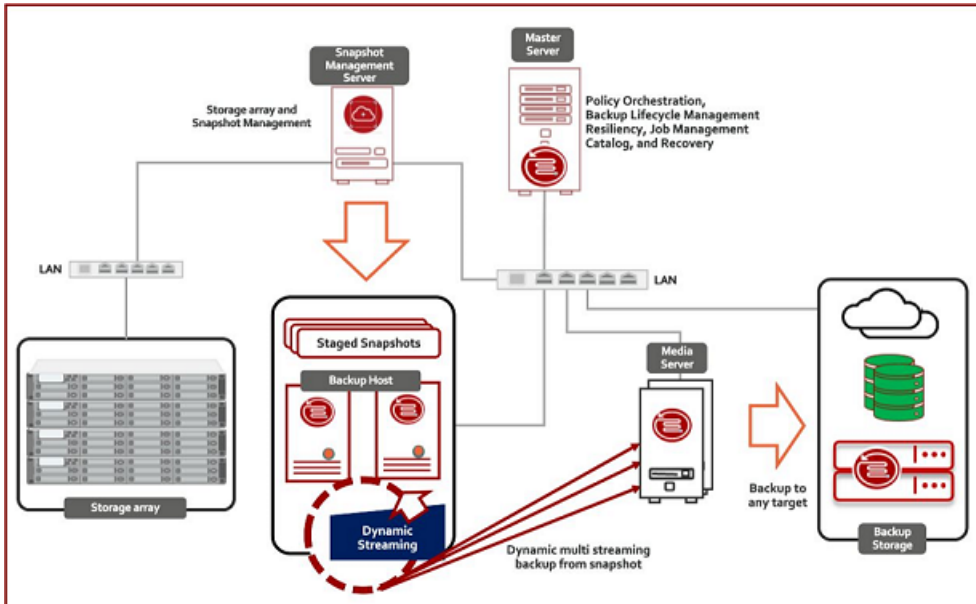 Snapshot
Management
Server
Storage array and
Snapshot Management
Master
Server
Policy Orchestration,
Backup Lifecycle Management
Resiliency, Job Management
Catalog, and Recovery
LAN
LAN
Staged Snapshots
Backup Host
Media
Server
Storage array
Dynamic
Streaming
Dynamic multi streaming
backup from snapshot
Backup to
any target
Backup
Storage